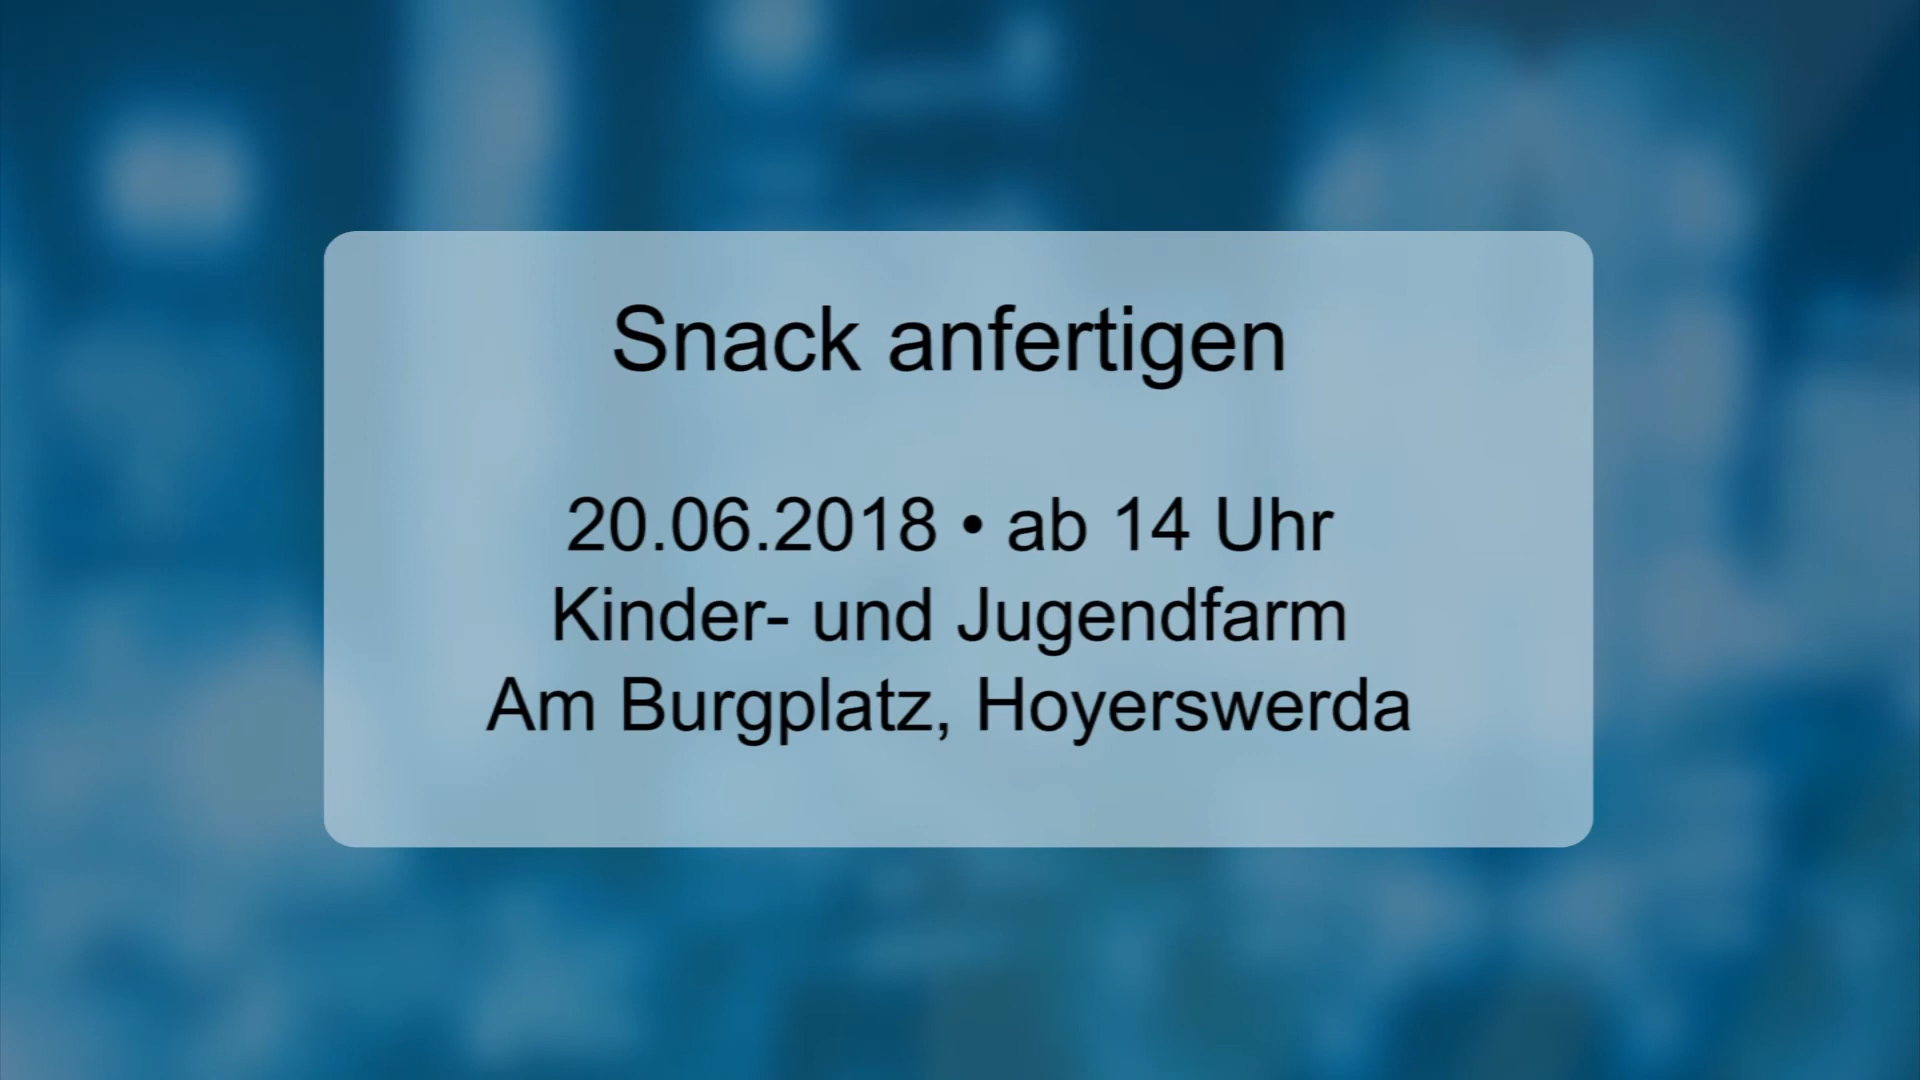 Snack anfertigen
20.06.2018 • ab 14 Uhr
Kinder- und Jugendfarm
Am Burgplatz, Hoyerswerda